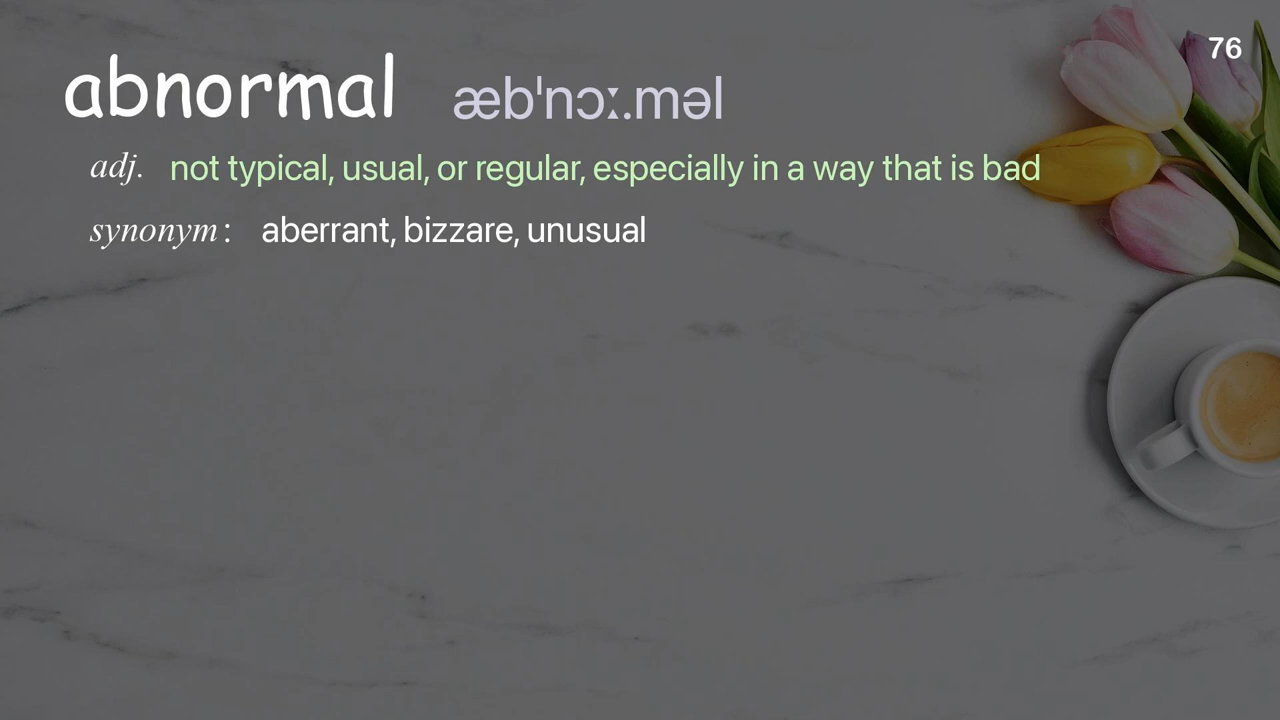 76
abnormal æbˈnɔː.məl
adj. not typical, usual, or regular, especially in a way that is bad
synonym: aberrant, bizzare, unusual